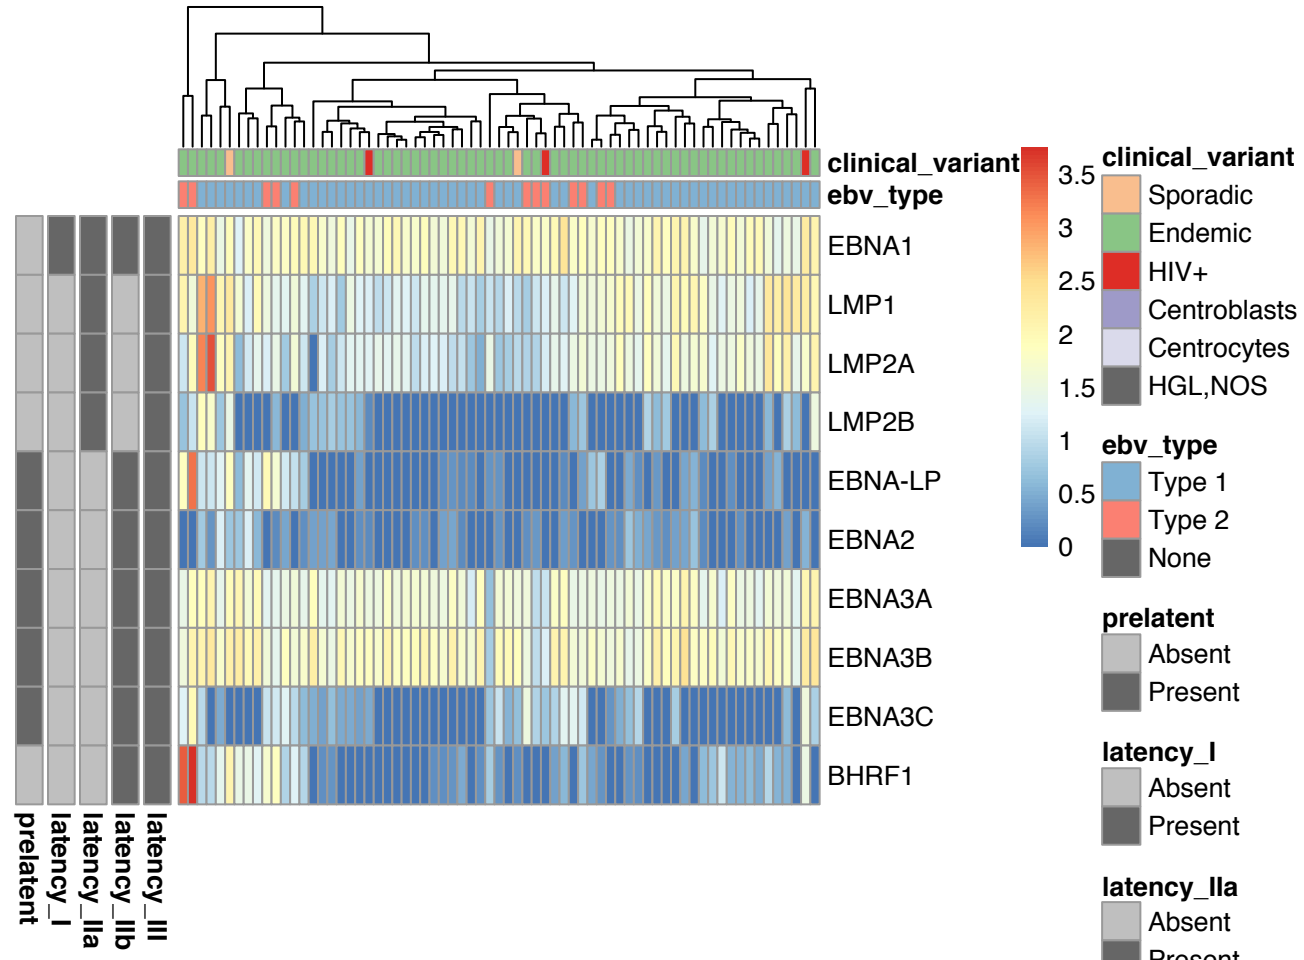 clinical_variant
ebv_type
EBNA1
LMP1
LMP2A
LMP2B
EBNA-LP
EBNA2
EBNA3A
EBNA3B
EBNA3C
BHRF1
prelatent
latency_I
latency_IIa
latency_IIb
latency_III
3.5
3
2.5
2
1.5
1
0.5
0
clinical_variant
Sporadic
Endemic
HIV+
Centroblasts
Centrocytes
HGL,NOS
ebv_type
Type 1
Type 2
None
prelatent
Absent
Present
latency_I
Absent
Present
latency_IIa
Absent
Present